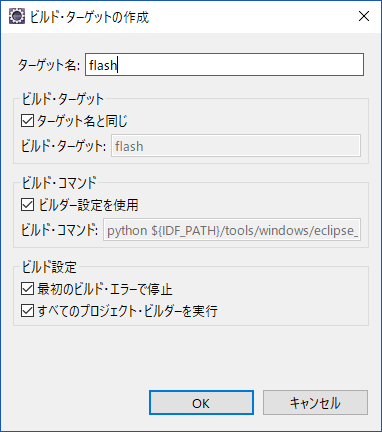 ビルド・ターゲットの作成
ターゲット名: flash
ビルド・ターゲット
ターゲット名と同じ
ビルド・ターゲット: flash
ビルド・コマンド
ビルダー設定を使用
ビルド・コマンド: python ${IDF_PATH}/tools/windows/eclipse_
ビルド設定
最初のビルド・エラーで停止
すべてのプロジェクト・ビルダーを実行
OK キャンセル